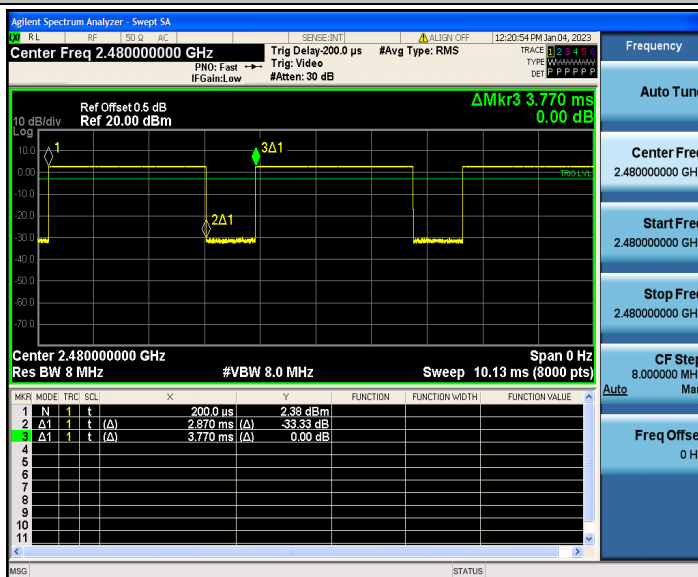 Agilent Spectrum Analyzer - Swept SA
LXI RL RF 50 Ω AC SENSE:INT ALIGN OFF 12:20:54 PM Jan 04, 2023
Center Freq 2.480000000 GHz
PNO: Fast
IFGain:Low
Trig Delay-200.0 µs
Trig: Video
#Atten: 30 dB
#Avg Type: RMS
TRACE 1 2 3 4 5 6
TYPE W
DET P P P P P P
Ref Offset 0.5 dB
10 dB/div Ref 20.00 dBm
Log
ΔMkr3 3.770 ms
0.00 dB
10.0
0.00
-10.0
-20.0
-30.0
-40.0
-50.0
-60.0
-70.0
1
3Δ1
TRIG LVL
2Δ1
Center 2.480000000 GHz Span 0 Hz
Res BW 8 MHz #VBW 8.0 MHz Sweep 10.13 ms (8000 pts)
MKR MODE TRC SCL X Y FUNCTION FUNCTION WIDTH FUNCTION VALUE
1 N 1 t 200.0 µs 2.38 dBm
2 Δ1 1 t (Δ) 2.870 ms (Δ) -33.33 dB
3 Δ1 1 t (Δ) 3.770 ms (Δ) 0.00 dB
4
5
6
7
8
9
10
11
MSG STATUS
Frequency
Auto Tun
Center Fre
2.480000000 GH
Start Fre
2.480000000 GH
Stop Fre
2.480000000 GH
CF Step
8.000000 MH
Auto Ma
Freq Offse
0 H